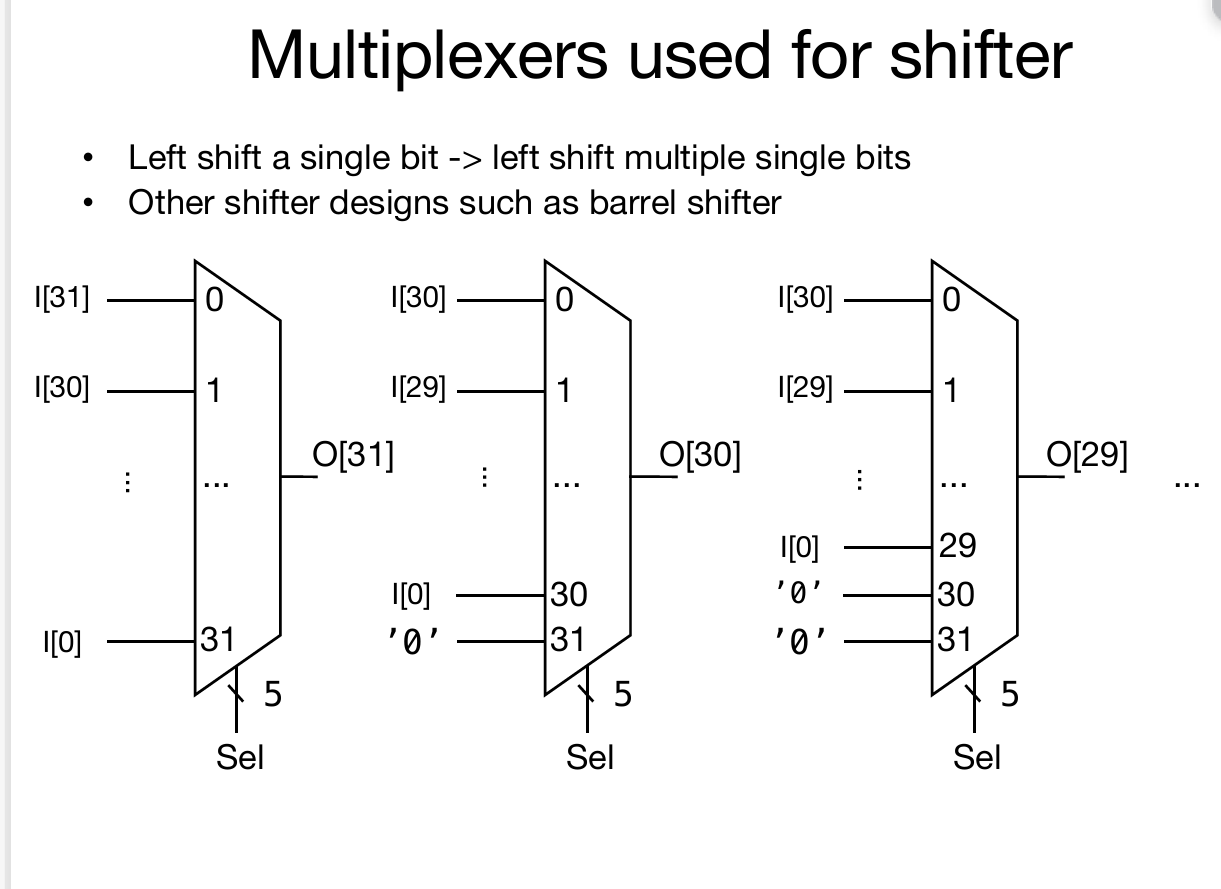 Multiplexers used for shifter
• Left shift a single bit -> left shift multiple single bits
• Other shifter designs such as barrel shifter
I[31] 0 I[30] 0 I[30] 0
I[30] 1 I[29] 1 I[29] 1
O[31] O[30] O[29]
⋮ ... ⋮ ... ⋮ ... ...
I[0] 29
I[0] 30 '0' 30
I[0] 31 '0' 31 '0' 31
5 5 5
Sel Sel Sel